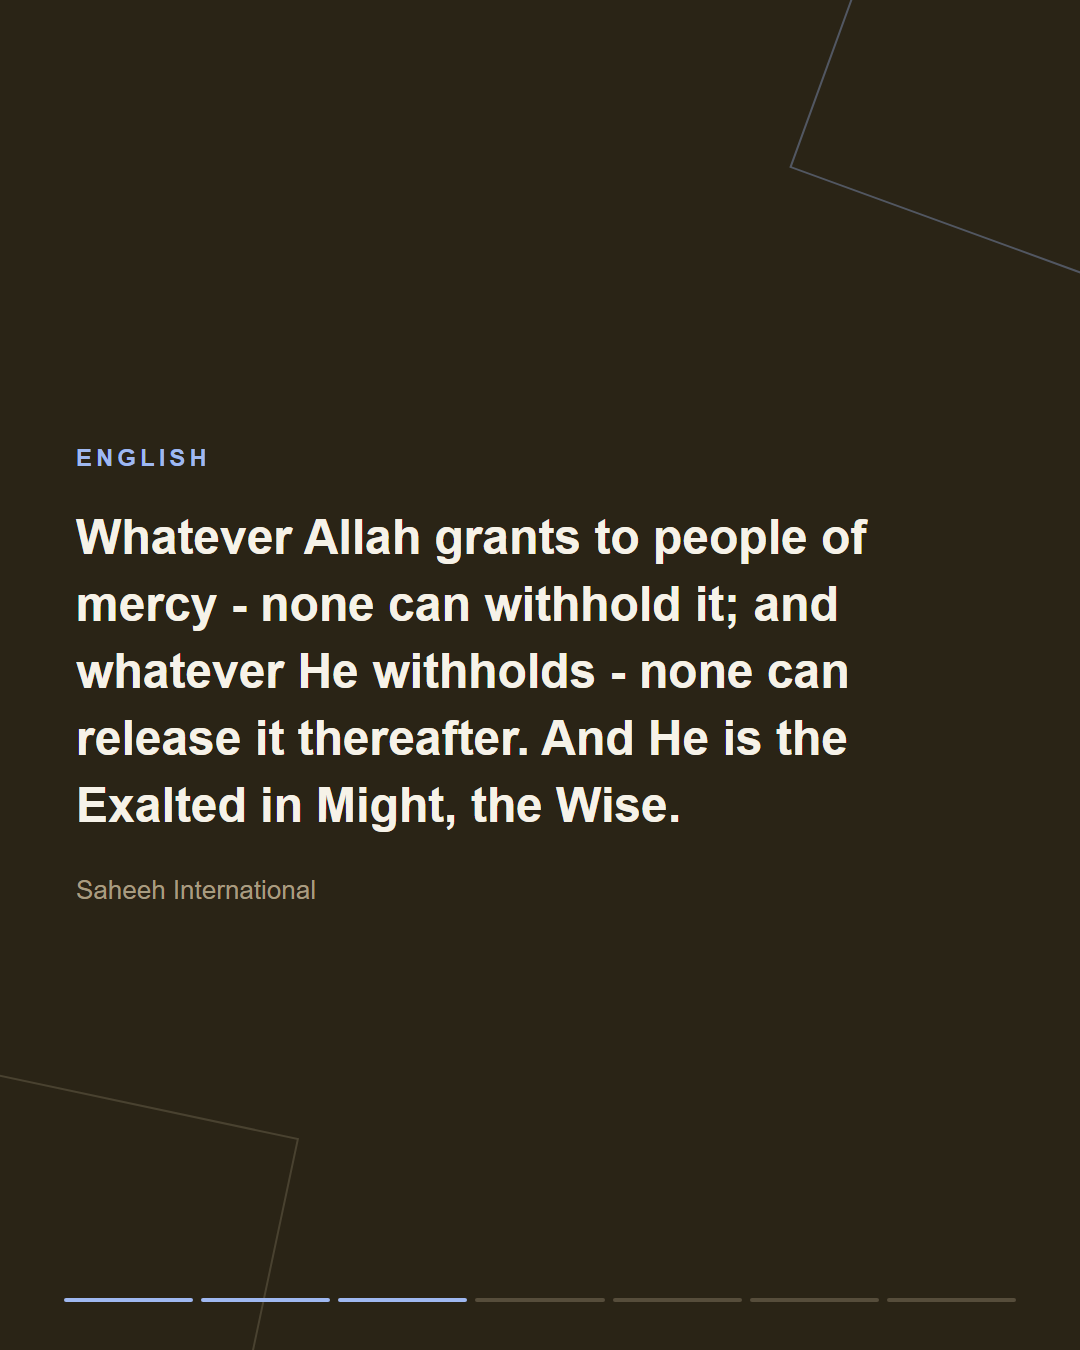 ENGLISH
Whatever Allah grants to people of
mercy - none can withhold it; and
whatever He withholds - none can
release it thereafter. And He is the
Exalted in Might, the Wise.
Saheeh International